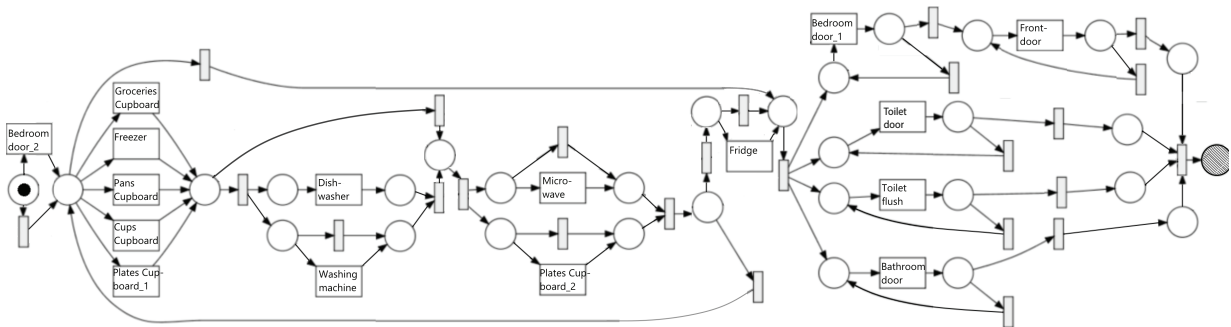 Bedroom
door_2
Groceries
Cupboard
Freezer
Pans
Cupboard
Cups
Cupboard
Plates Cup-
board_1
Dish-
washer
Washing
machine
Micro-
wave
Plates Cup-
board_2
Fridge
Bedroom
door_1
Front-
door
Toilet
door
Toilet
flush
Bathroom
door